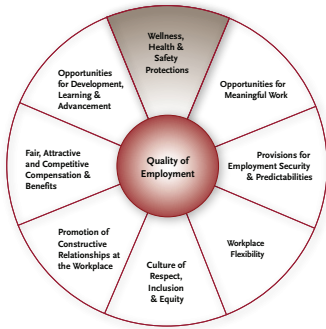 Wellness,
Health &
Safety
Protections
Opportunities for
Meaningful Work
Provisions for
Employment Security
& Predictabilities
Workplace
Flexibility
Culture of
Respect,
Inclusion
& Equity
Promotion of
Constructive
Relationships at
the Workplace
Fair, Attractive
and Competitive
Compensation &
Benefits
Opportunities
for Development,
Learning &
Advancement
Quality of
Employment